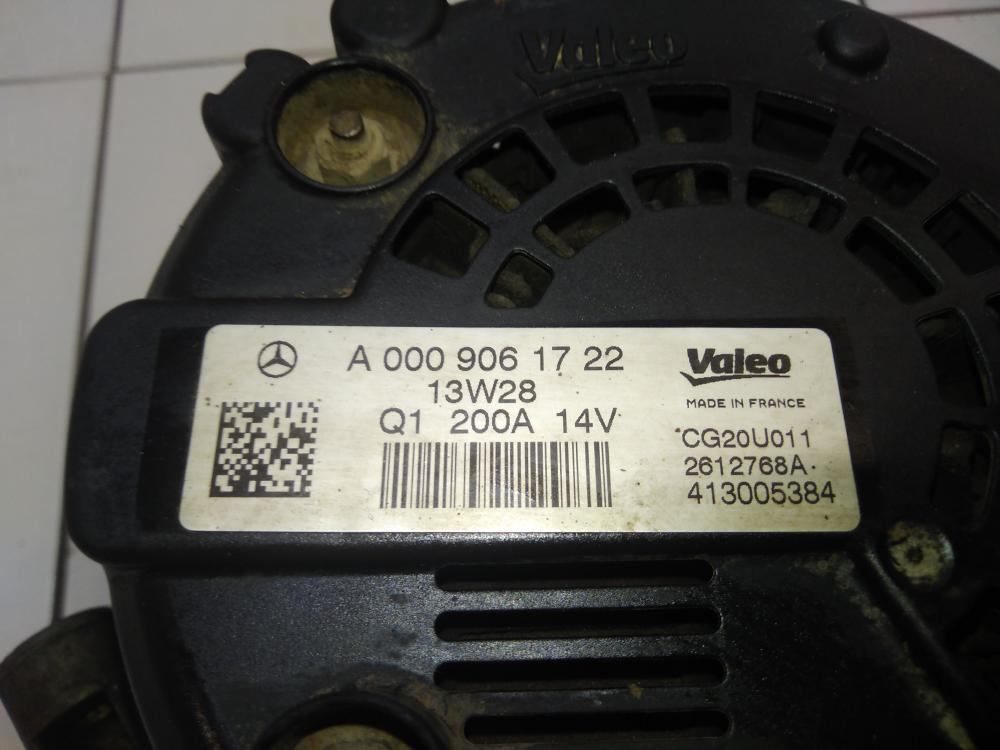 Valeo
A 000 906 17 22
13W28
Q1 200A 14V
Valeo
MADE IN FRANCE
CG20U011
2612768A
413005384